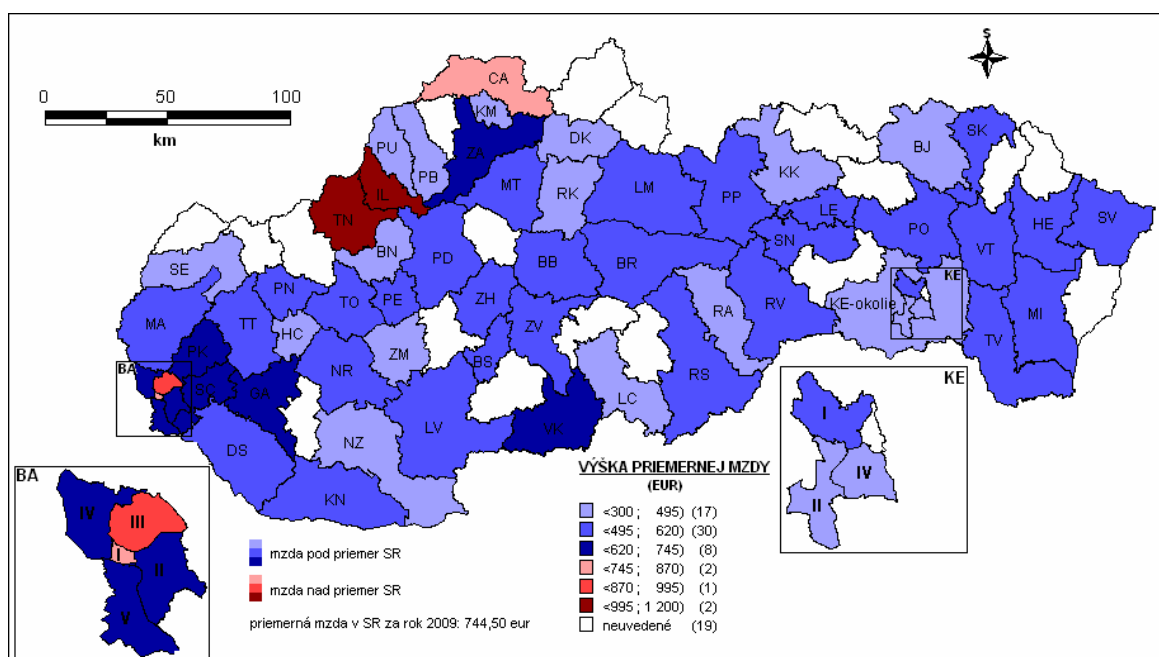 S
0 50 100
km
CA
KM
DK
PU
ZA
PB
MT
RK
LM
PP
KK
BJ
SK
IL
TN
BN
PD
BB
BR
LE
SN
PO
VT
HE
SV
SE
PN
TO
PE
ZH
ZV
RA
RV
KE-okolie
KE
MI
TV
MA
TT
HC
PK
NR
ZM
BS
SC
GA
LV
VK
LC
RS
BA
DS
NZ
KN
BA
IV
III
I
II
V
mzda pod priemer SR
mzda nad priemer SR
priemerná mzda v SR za rok 2009: 744,50 eur
VÝŠKA PRIEMERNEJ MZDY
(EUR)
<300 ; 495) (17)
<495 ; 620) (30)
<620 ; 745) (8)
<745 ; 870) (2)
<870 ; 995) (1)
<995 ; 1 200) (2)
neuvedené (19)
KE
I
IV
II